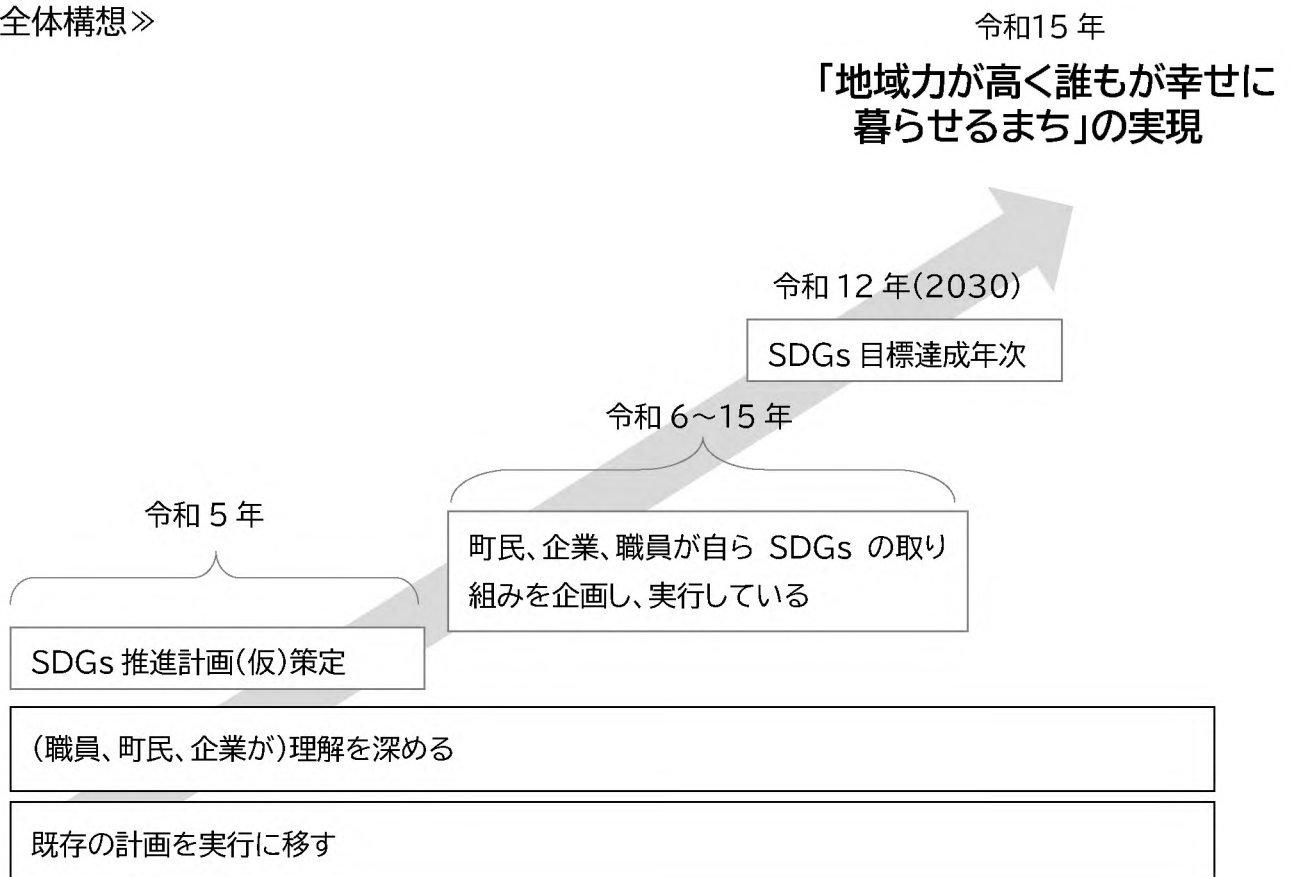 全体構想≫
令和15 年
「地域力が高く誰もが幸せに
暮らせるまち」の実現
令和 12 年(2030)
SDGs 目標達成年次
令和 6~15 年
令和 5 年
町民、企業、職員が自ら SDGs の取り
組みを企画し、実行している
SDGs 推進計画(仮)策定
(職員、町民、企業が)理解を深める
既存の計画を実行に移す